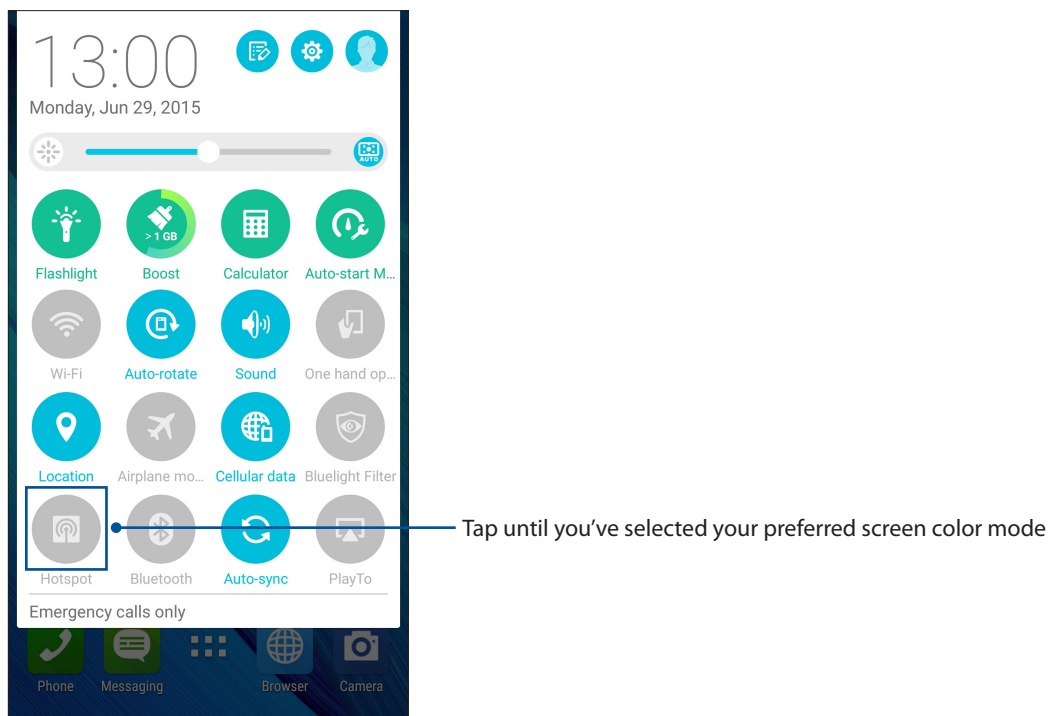 13:00
Monday, Jun 29, 2015
AUTO
> 1 GB
Flashlight Boost Calculator Auto-start M...
Wi-Fi Auto-rotate Sound One hand op...
Location Airplane mo... Cellular data Bluelight Filter
Tap until you’ve selected your preferred screen color mode
Hotspot Bluetooth Auto-sync PlayTo
Emergency calls only
Phone Messaging Browser Camera